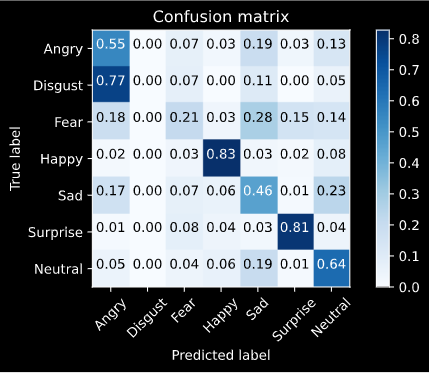 Confusion matrix
True label
Angry 0.55 0.00 0.07 0.03 0.19 0.03 0.13
Disgust 0.77 0.00 0.07 0.00 0.11 0.00 0.05
Fear 0.18 0.00 0.21 0.03 0.28 0.15 0.14
Happy 0.02 0.00 0.03 0.83 0.03 0.02 0.08
Sad 0.17 0.00 0.07 0.06 0.46 0.01 0.23
Surprise 0.01 0.00 0.08 0.04 0.03 0.81 0.04
Neutral 0.05 0.00 0.04 0.06 0.19 0.01 0.64
Angry Disgust Fear Happy Sad Surprise Neutral
Predicted label
0.8
0.7
0.6
0.5
0.4
0.3
0.2
0.1
0.0